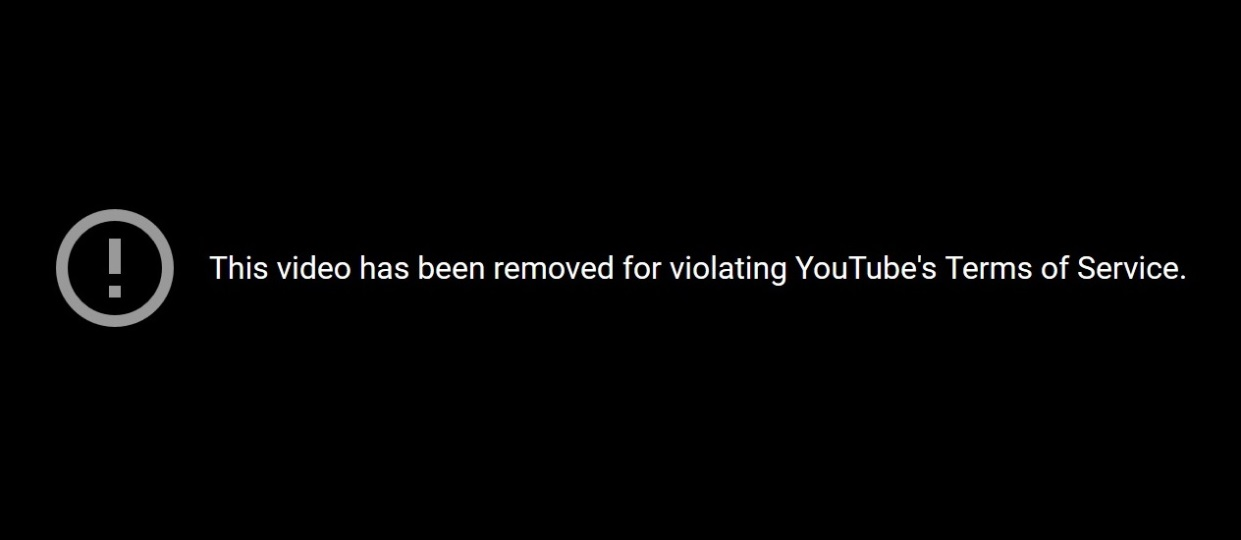 This video has been removed for violating YouTube's Terms of Service.